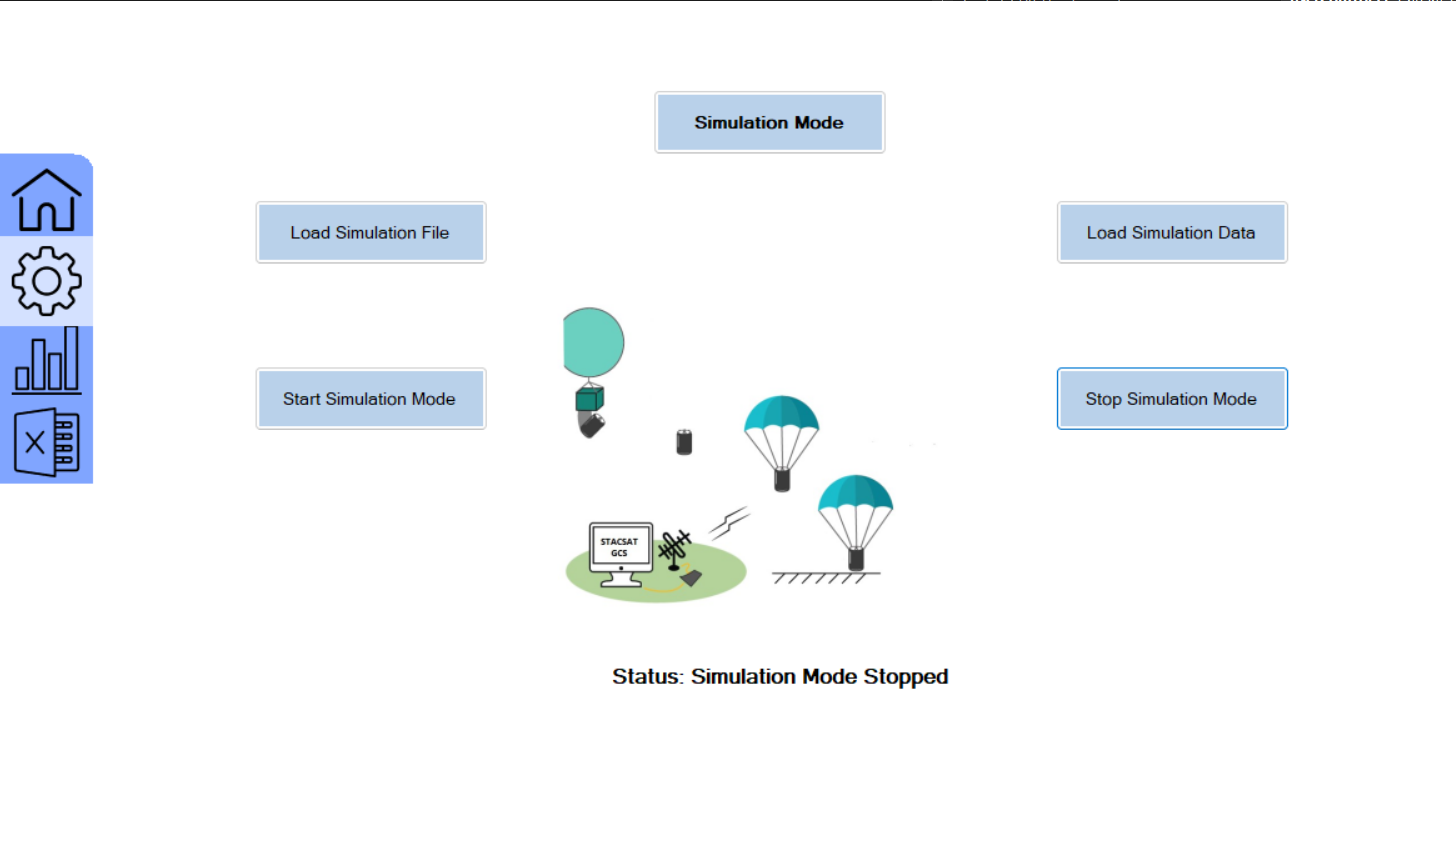 Simulation Mode
Load Simulation File
Load Simulation Data
Start Simulation Mode
Stop Simulation Mode
X
STACSAT
GCS
Status: Simulation Mode Stopped